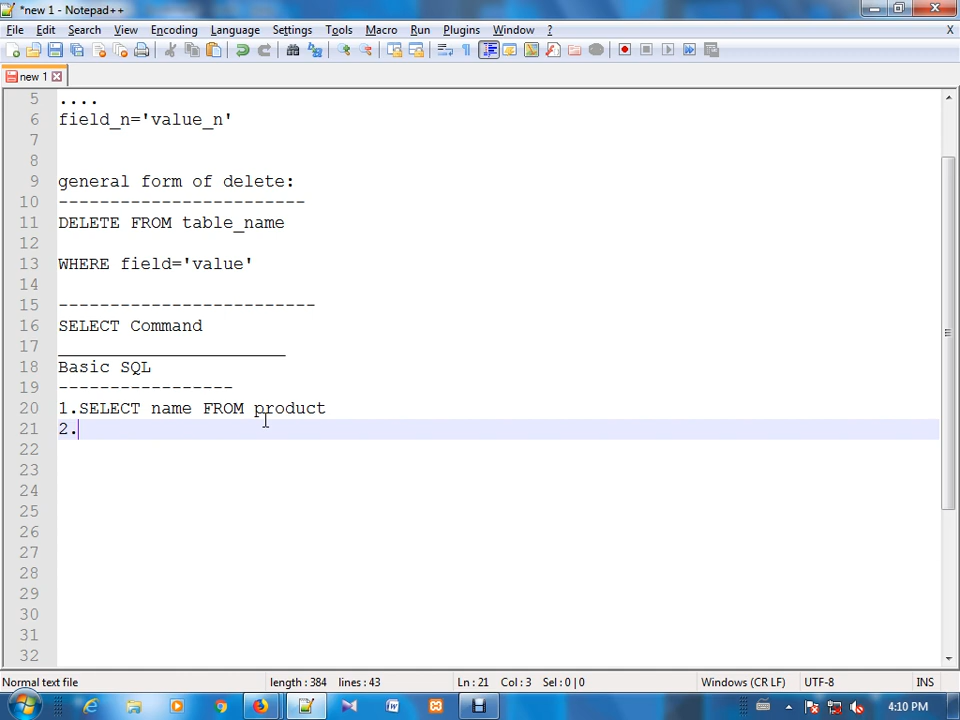 *new 1 - Notepad++
File Edit Search View Encoding Language Settings Tools Macro Run Plugins Window ? X
new 1
5 ....
6 field_n='value_n'
7
8
9 general form of delete:
10 ------------------------
11 DELETE FROM table_name
12
13 WHERE field='value'
14
15 -------------------------
16 SELECT Command
17 ______________________
18 Basic SQL
19 -----------------
20 1.SELECT name FROM product
21 2.
22
23
24
25
26
27
28
29
30
31
32
Normal text file length : 384 lines : 43 Ln : 21 Col : 3 Sel : 0 | 0 Windows (CR LF) UTF-8 INS
4:10 PM